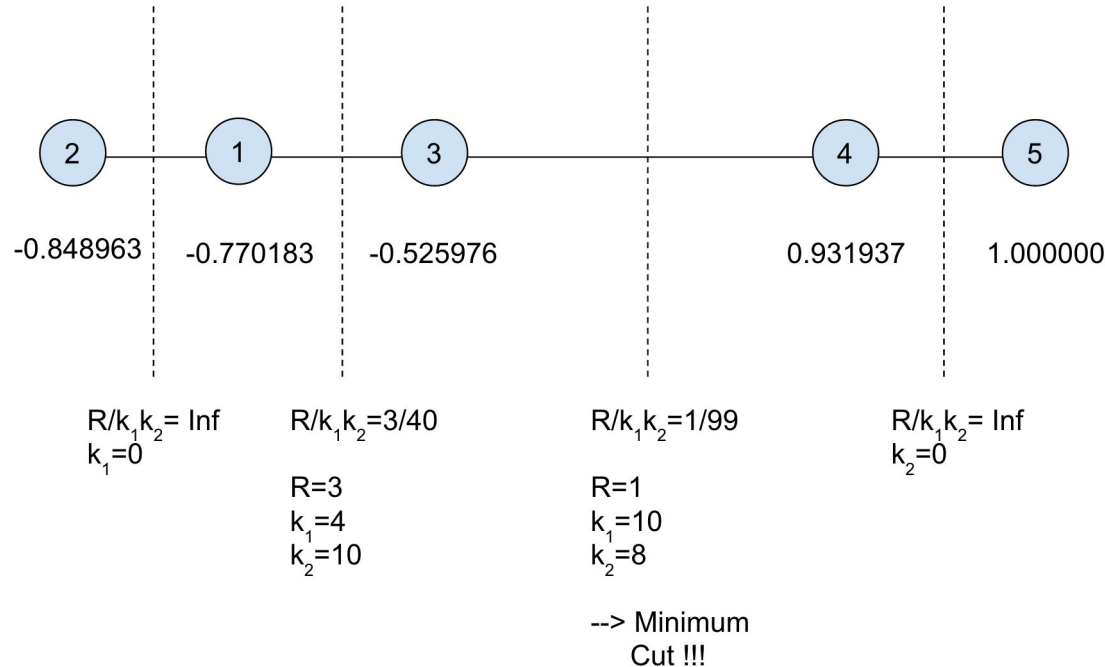 2
1
3
4
5
-0.848963
-0.770183
-0.525976
0.931937
1.000000
R/k₁k₂= Inf
k₁=0
R/k₁k₂=3/40
R=3
k₁=4
k₂=10
R/k₁k₂=1/99
R=1
k₁=10
k₂=8
--> Minimum
Cut !!!
R/k₁k₂= Inf
k₂=0